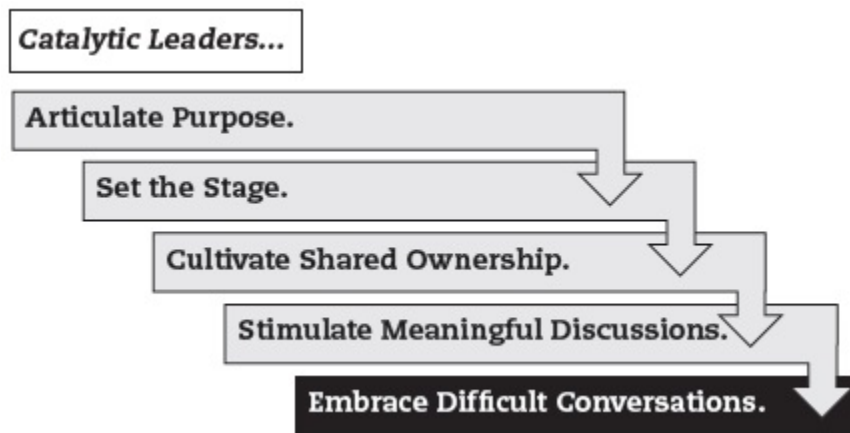 Catalytic Leaders...
Articulate Purpose.
Set the Stage.
Cultivate Shared Ownership.
Stimulate Meaningful Discussions.
Embrace Difficult Conversations.